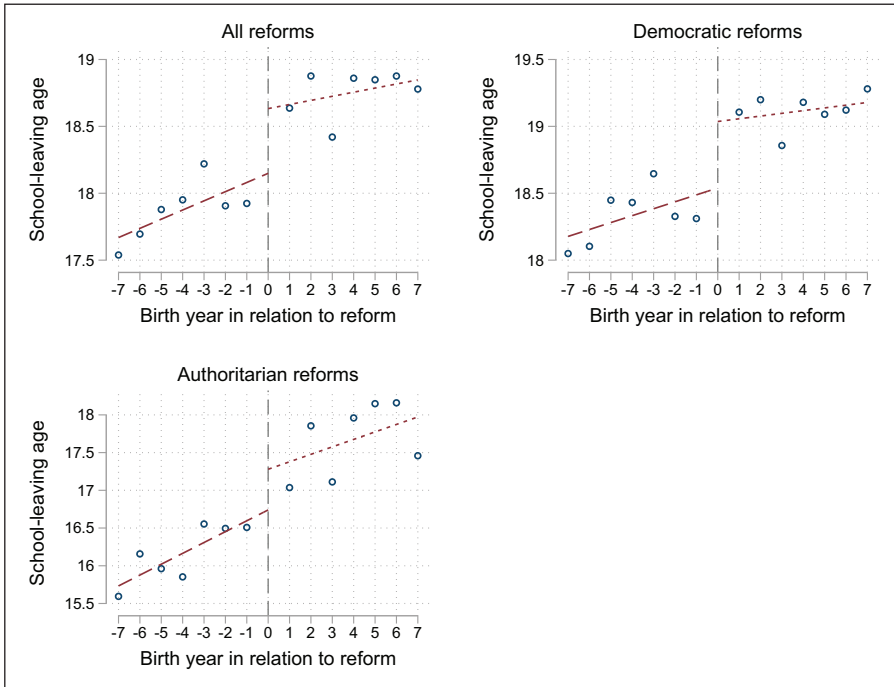 All reforms
School-leaving age
19
18.5
18
17.5
-7 -6 -5 -4 -3 -2 -1 0 1 2 3 4 5 6 7
Birth year in relation to reform
Democratic reforms
School-leaving age
19.5
19
18.5
18
-7 -6 -5 -4 -3 -2 -1 0 1 2 3 4 5 6 7
Birth year in relation to reform
Authoritarian reforms
School-leaving age
18
17.5
17
16.5
16
15.5
-7 -6 -5 -4 -3 -2 -1 0 1 2 3 4 5 6 7
Birth year in relation to reform